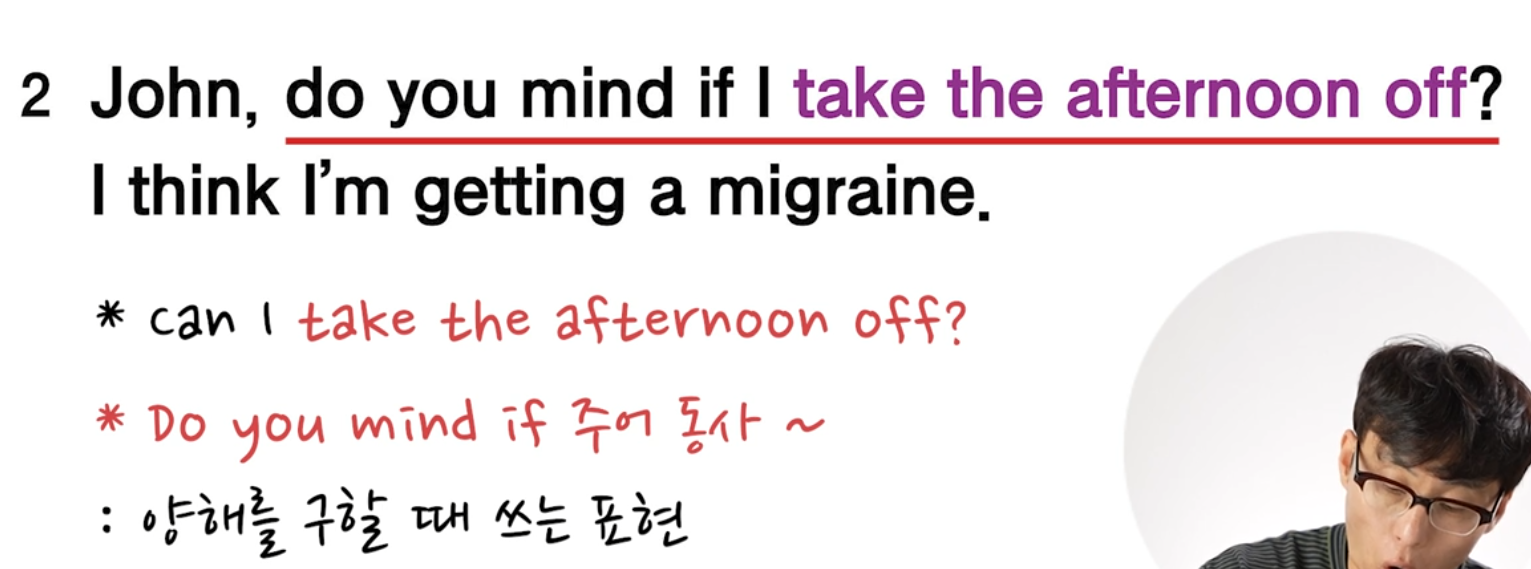 2 John, do you mind if I take the afternoon off?
I think I'm getting a migraine.
* can I take the afternoon off?
* Do you mind if 주어 동사 ~
: 양해를 구할 때 쓰는 표현